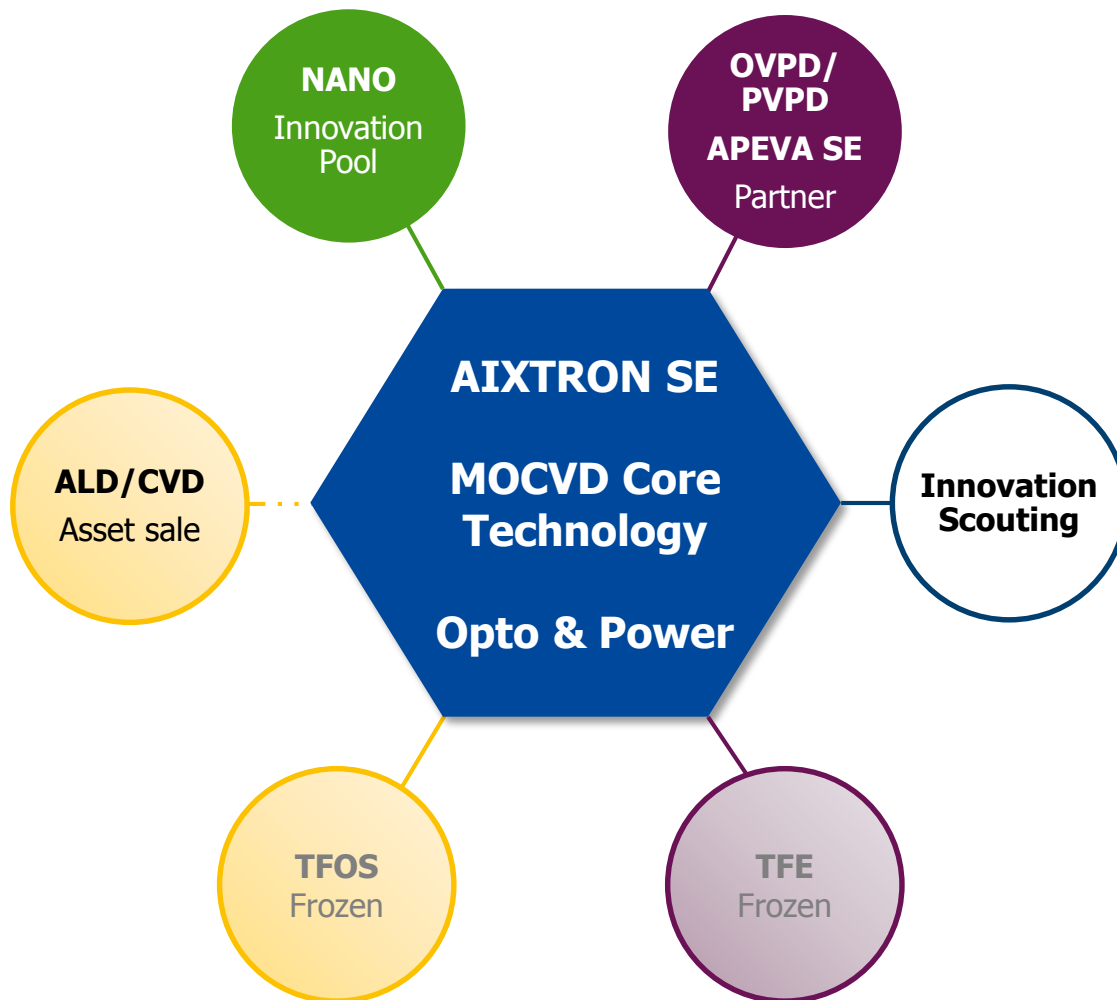 NANO
Innovation
Pool
OVPD/
PVPD
APEVA SE
Partner
AIXTRON SE
MOCVD Core
Technology
Opto & Power
ALD/CVD
Asset sale
Innovation
Scouting
TFOS
Frozen
TFE
Frozen